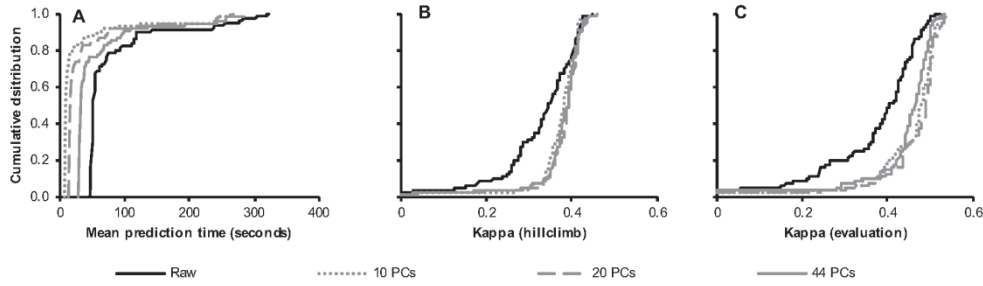 A
B
C
Cumulative dsitribution
1.0
0.8
0.6
0.4
0.2
0.0
0 100 200 300 400
0 0.2 0.4 0.6
0 0.2 0.4 0.6
Mean prediction time (seconds)
Kappa (hillclimb)
Kappa (evaluation)
Raw
10 PCs
20 PCs
44 PCs